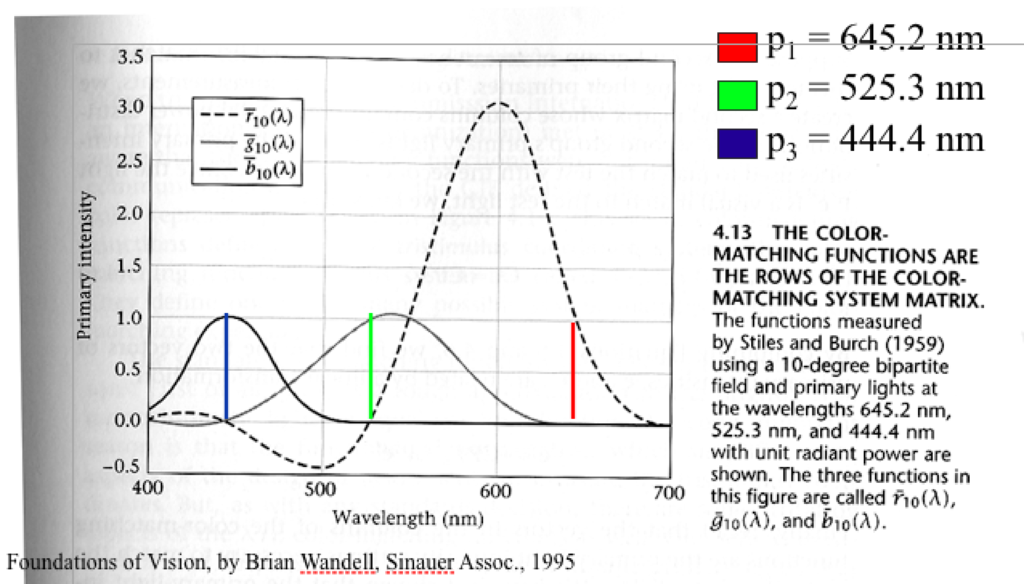 p1 = 645.2 nm
p2 = 525.3 nm
p3 = 444.4 nm
3.5
3.0
2.5
2.0
1.5
1.0
0.5
0.0
−0.5
Primary intensity
r̄10(λ)
ḡ10(λ)
b̄10(λ)
400
500
600
700
Wavelength (nm)
4.13 THE COLOR-
MATCHING FUNCTIONS ARE
THE ROWS OF THE COLOR-
MATCHING SYSTEM MATRIX.
The functions measured
by Stiles and Burch (1959)
using a 10-degree bipartite
field and primary lights at
the wavelengths 645.2 nm,
525.3 nm, and 444.4 nm
with unit radiant power are
shown. The three functions in
this figure are called r̄10(λ),
ḡ10(λ), and b̄10(λ).
Foundations of Vision, by Brian Wandell, Sinauer Assoc., 1995